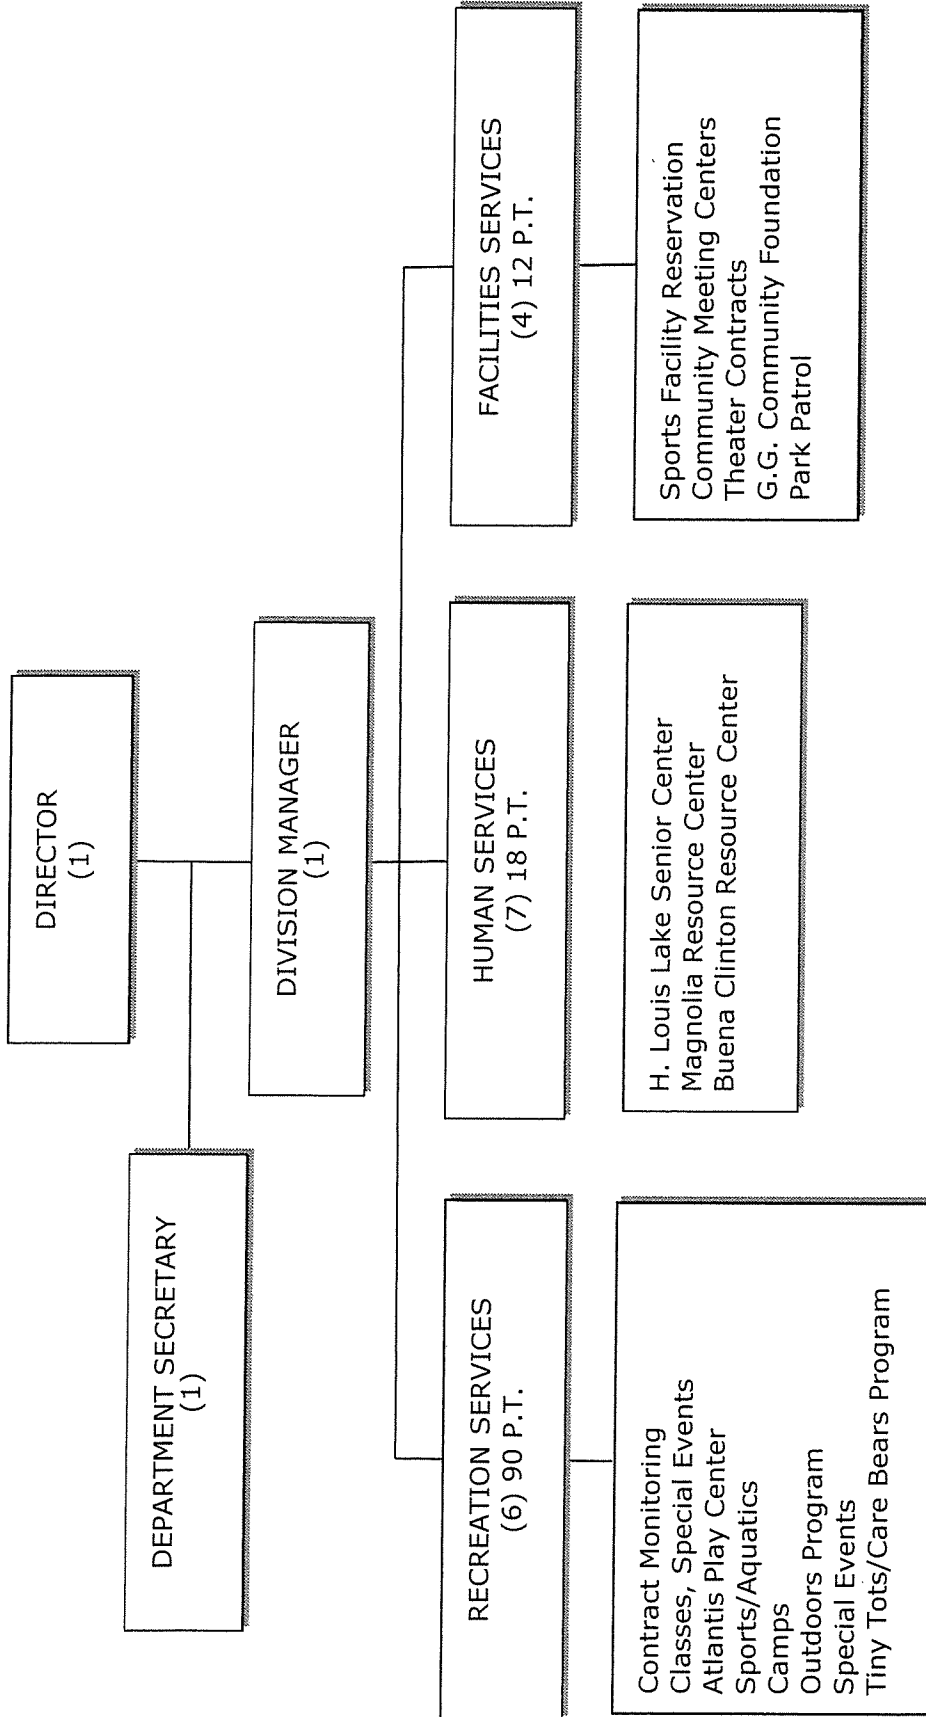 DIRECTOR
(1)
DEPARTMENT SECRETARY
(1)
DIVISION MANAGER
(1)
RECREATION SERVICES
(6) 90 P.T.
HUMAN SERVICES
(7) 18 P.T.
FACILITIES SERVICES
(4) 12 P.T.
Contract Monitoring
Classes, Special Events
Atlantis Play Center
Sports/Aquatics
Camps
Outdoors Program
Special Events
Tiny Tots/Care Bears Program
H. Louis Lake Senior Center
Magnolia Resource Center
Buena Clinton Resource Center
Sports Facility Reservation
Community Meeting Centers
Theater Contracts
G.G. Community Foundation
Park Patrol